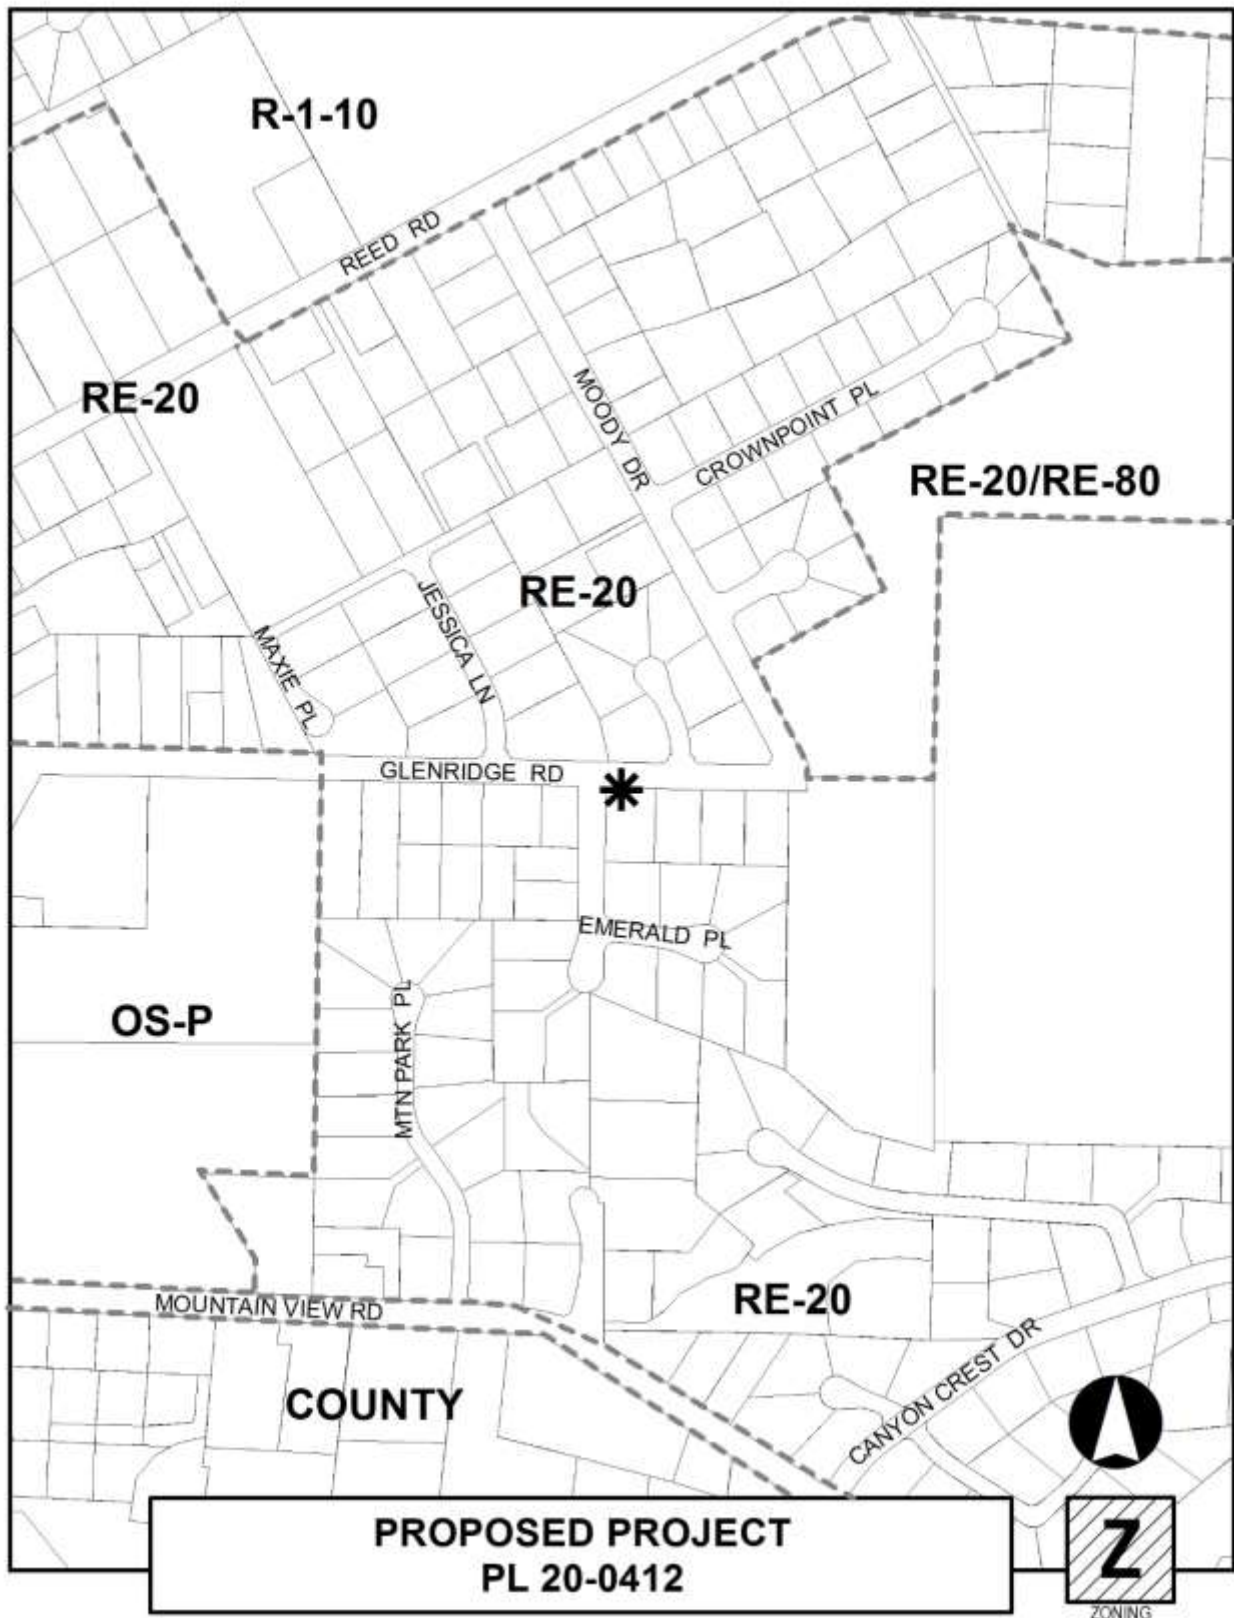 R-1-10
REED RD
RE-20
MOODY DR
CROWNPOINT PL
RE-20/RE-80
RE-20
JESSICA LN
MAXIE PL
GLENRIDGE RD
EMERALD PL
OS-P
MTN PARK PL
RE-20
MOUNTAIN VIEW RD
CANYON CREST DR
COUNTY
PROPOSED PROJECT
PL 20-0412
Z
ZONING